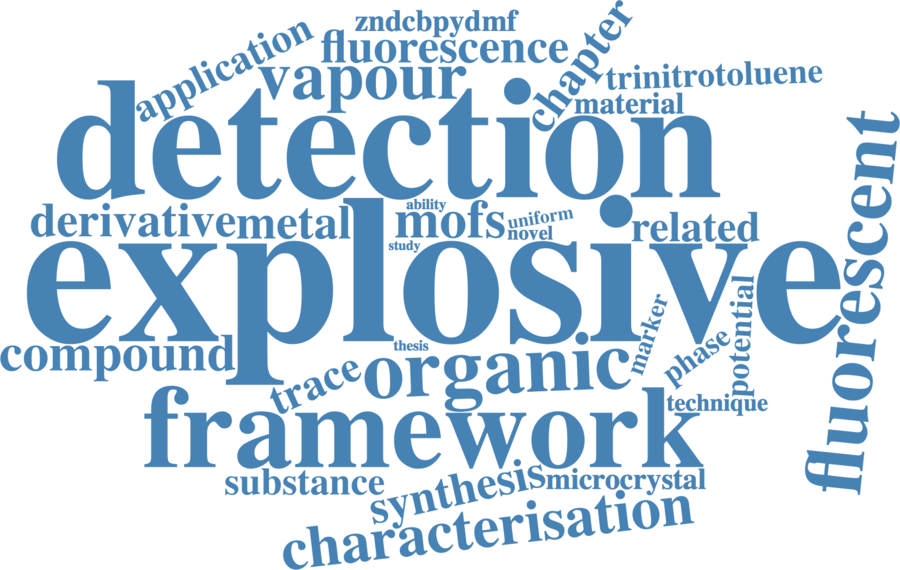 zndcbpydmf
application
fluorescence
chapter
vapour
trinitrotoluene
material
detection
fluorescent
ability
derivative
metal
mofs
uniform
novel
related
study
explosive
potential
marker
phase
compound
thesis
trace
organic
technique
framework
substance
synthesis
microcrystal
characterisation